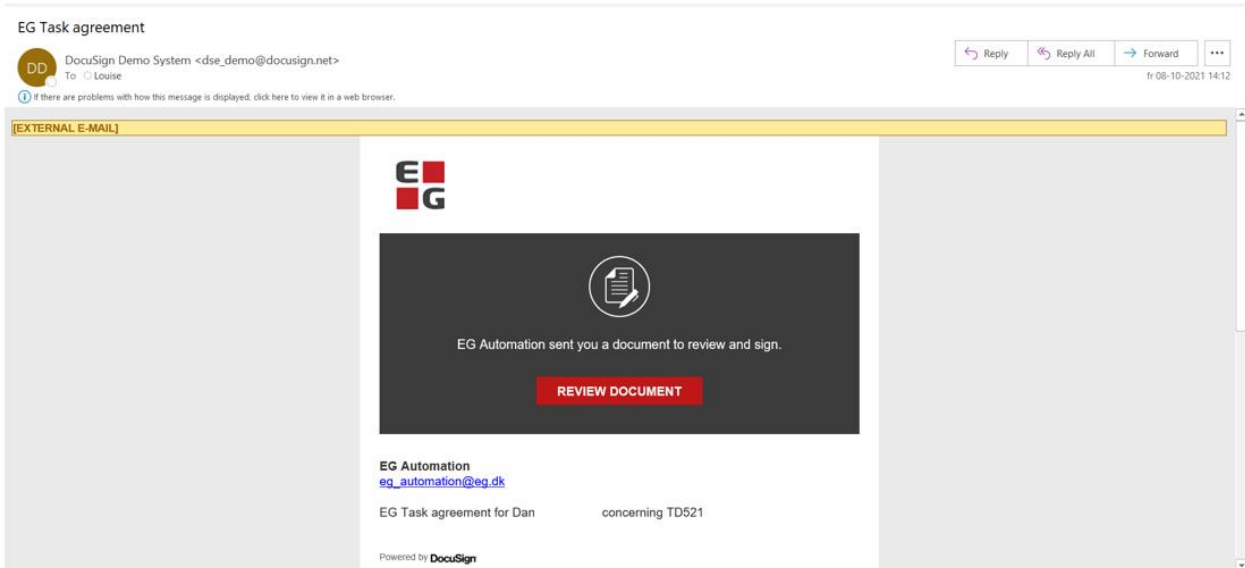 EG Task agreement
DD
DocuSign Demo System <dse_demo@docusign.net>
To Louise
Reply
Reply All
Forward
fr 08-10-2021 14:12
If there are problems with how this message is displayed, click here to view it in a web browser.
[EXTERNAL E-MAIL]
E
G
EG Automation sent you a document to review and sign.
REVIEW DOCUMENT
EG Automation
eg_automation@eg.dk
EG Task agreement for Dan concerning TD521
Powered by DocuSign